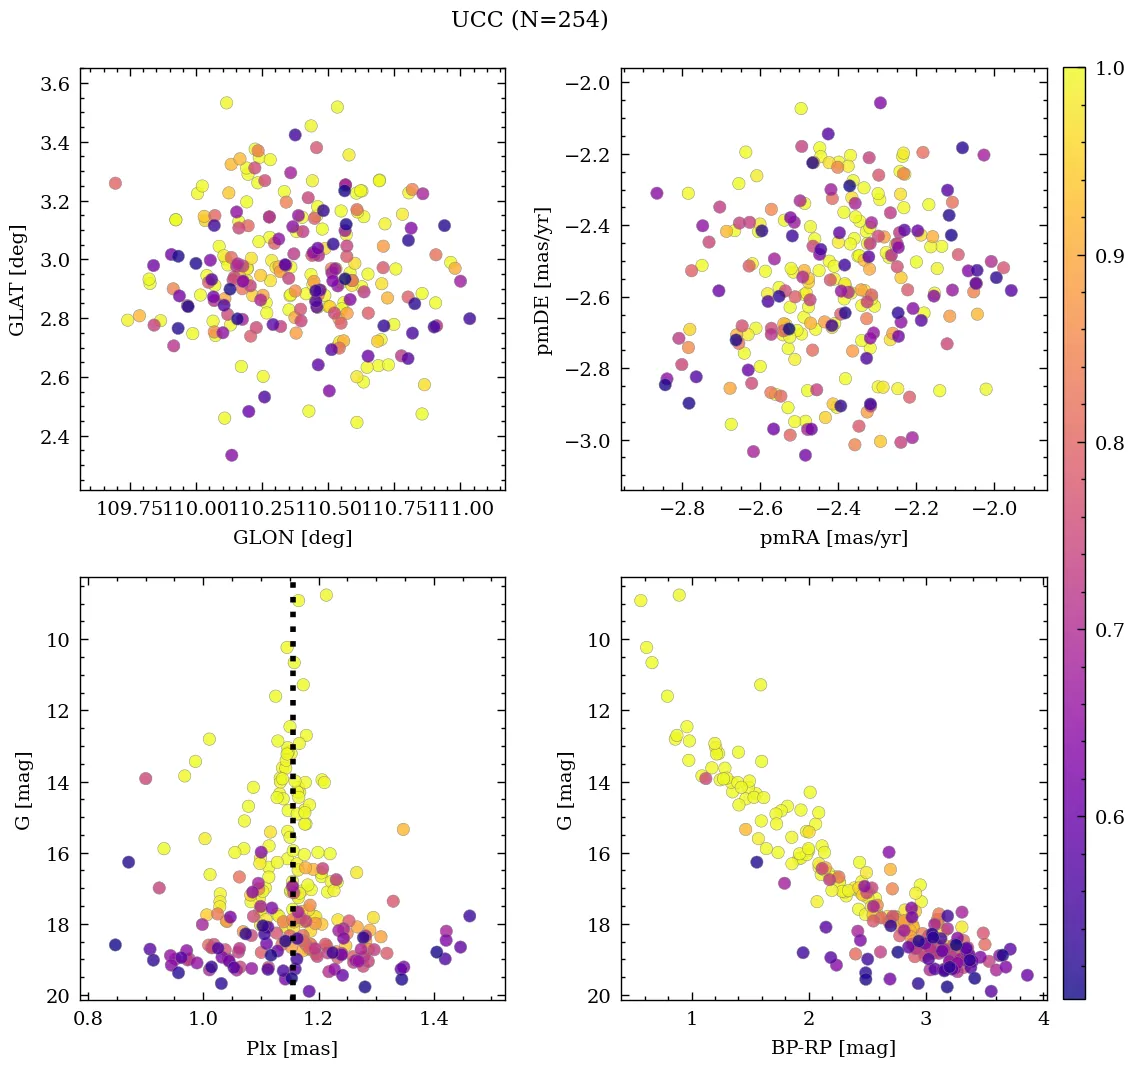 UCC (N=254)
3.6
3.4
3.2
3.0
2.8
2.6
2.4
GLAT [deg]
109.75 110.00 110.25 110.50 110.75 111.00
GLON [deg]
−2.0
−2.2
−2.4
−2.6
−2.8
−3.0
pmDE [mas/yr]
−2.8 −2.6 −2.4 −2.2 −2.0
pmRA [mas/yr]
1.0
0.9
0.8
0.7
0.6
10
12
14
16
18
20
G [mag]
0.8 1.0 1.2 1.4
Plx [mas]
10
12
14
16
18
20
G [mag]
1 2 3 4
BP-RP [mag]